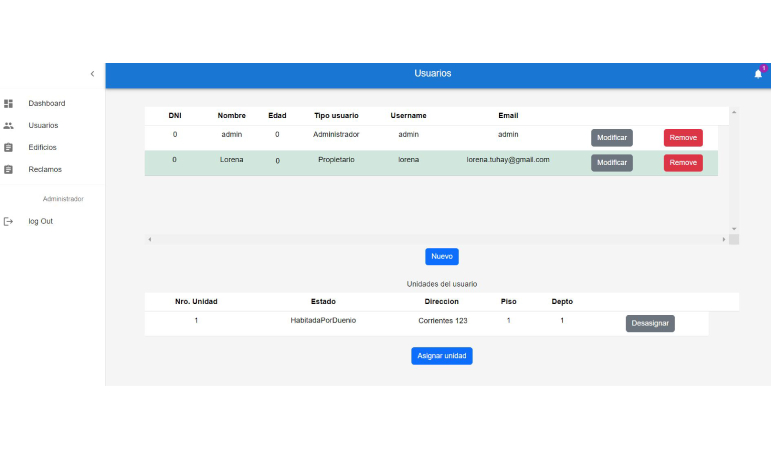 Usuarios
1
Dashboard
Usuarios
Edificios
Reclamos
Administrador
log Out
DNI Nombre Edad Tipo usuario Username Email
0 admin 0 Administrador admin admin Modificar Remove
0 Lorena 0 Propietario lorena lorena.tuhay@gmail.com Modificar Remove
Nuevo
Unidades del usuario
Nro. Unidad Estado Direccion Piso Depto
1 HabitadaPorDuenio Corrientes 123 1 1 Desasignar
Asignar unidad